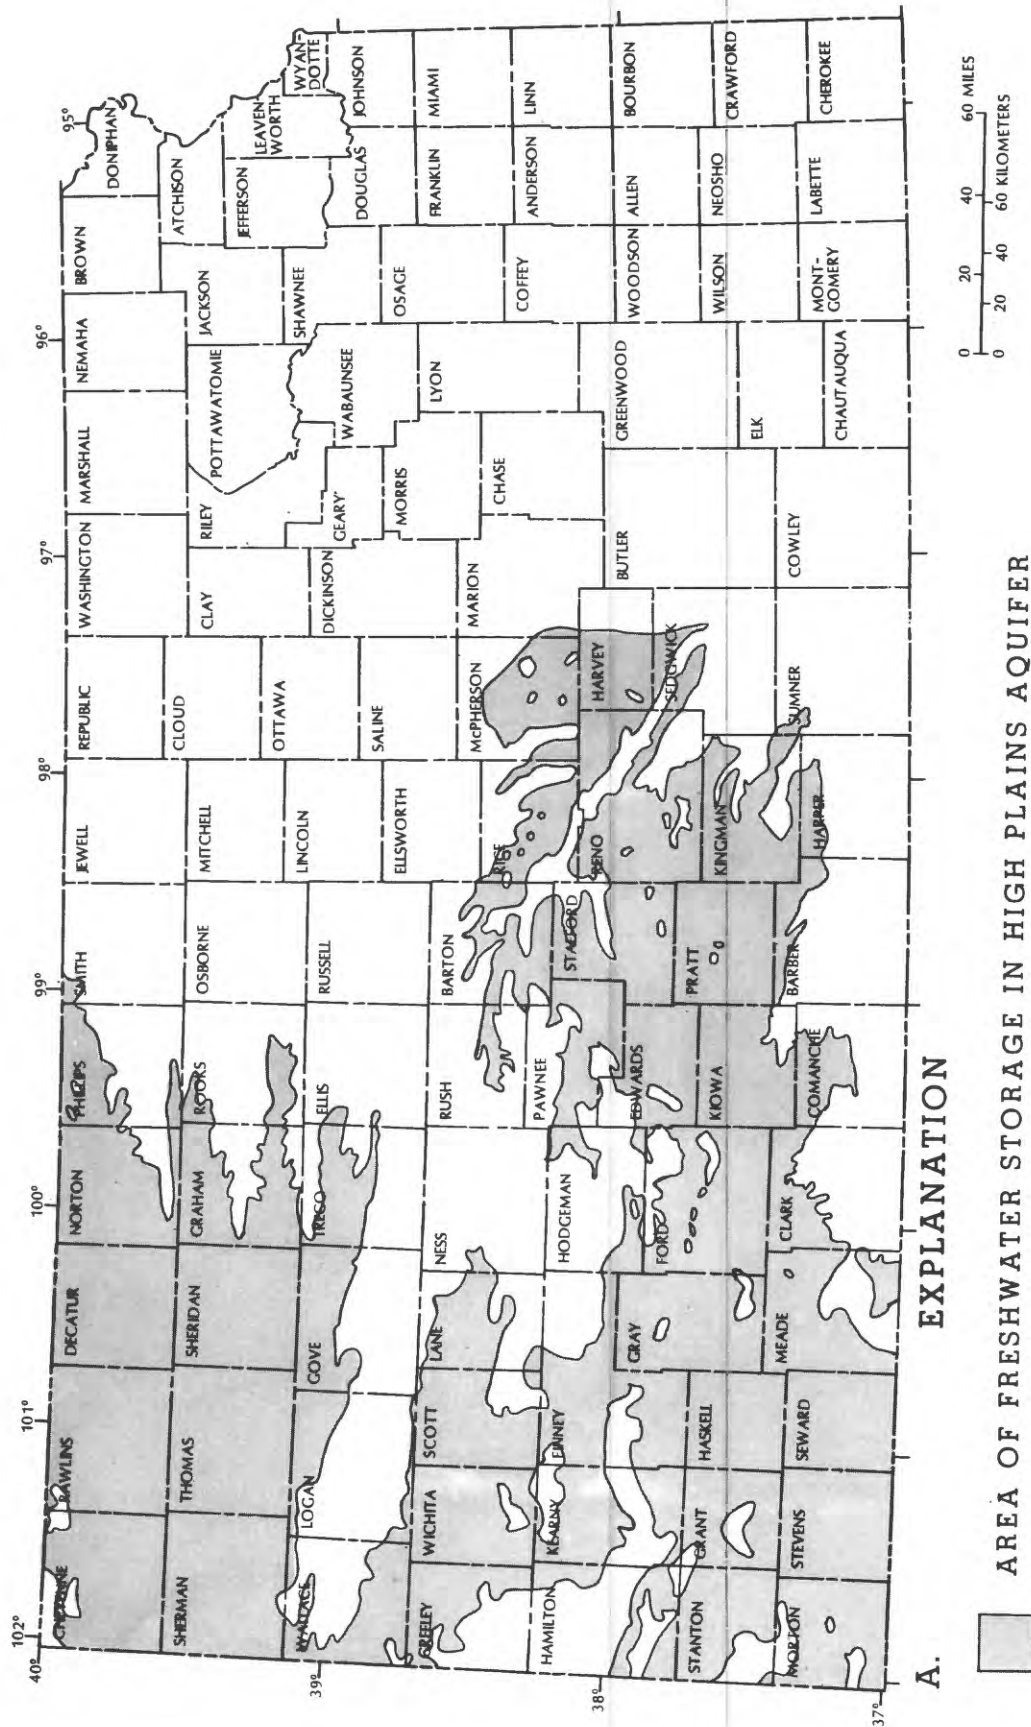 102°
101°
100°
99°
98°
97°
96°
95°
40°
39°
38°
37°
CHEYENNE
RAWLINS
DECATUR
NORTON
PHILLIPS
SMITH
JEWELL
REPUBLIC
WASHINGTON
MARSHALL
NEMAHA
BROWN
DONIPHAN
SHERMAN
THOMAS
SHERIDAN
GRAHAM
ROOKS
OSBORNE
MITCHELL
CLOUD
CLAY
RILEY
POTTAWATOMIE
JACKSON
ATCHISON
JEFFERSON
LEAVEN
WORTH
WYAN
DOTTE
WALLACE
LOGAN
GOVE
TREGO
ELLIS
RUSSELL
LINCOLN
OTTAWA
SALINE
DICKINSON
GEARY
WABAUNSEE
SHAWNEE
DOUGLAS
JOHNSON
GREELEY
WICHITA
SCOTT
LANE
NESS
RUSH
BARTON
ELLSWORTH
McPHERSON
MARION
MORRIS
CHASE
LYON
OSAGE
COFFEY
FRANKLIN
ANDERSON
MIAMI
LINN
HAMILTON
KEARNY
FINNEY
HODGEMAN
PAWNEE
STAFFORD
RICE
RENO
HARVEY
SEDGWICK
BUTLER
GREENWOOD
WOODSON
ALLEN
BOURBON
STANTON
GRANT
HASKELL
GRAY
FORD
EDWARDS
KIOWA
PRATT
KINGMAN
SUMNER
COWLEY
ELK
WILSON
NEOSHO
CRAWFORD
MORTON
STEVENS
SEWARD
MEADE
CLARK
COMANCHE
BARBER
HARPER
CHAUTAUQUA
MONT-
GOMERY
LABETTE
CHEROKEE
0 20 40 60 MILES
0 20 40 60 KILOMETERS
A.
EXPLANATION
AREA OF FRESHWATER STORAGE IN HIGH PLAINS AQUIFER